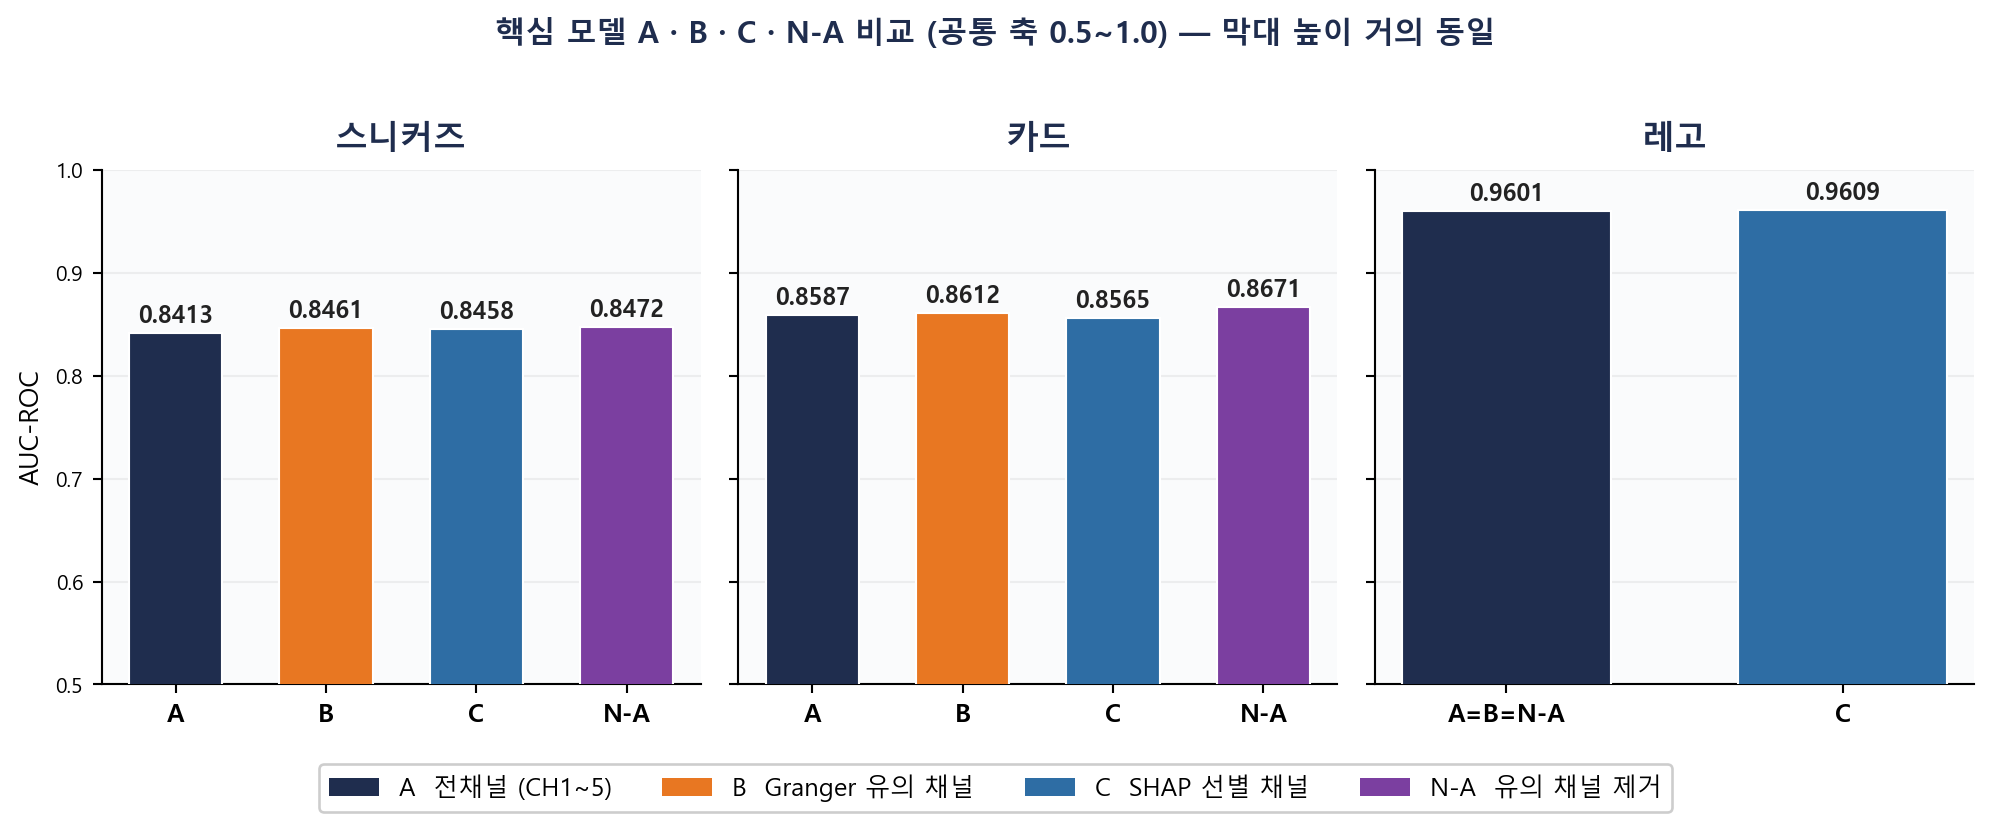 핵심 모델 A · B · C · N-A 비교 (공통 축 0.5~1.0) — 막대 높이 거의 동일
스니커즈
카드
레고
AUC-ROC
1.0
0.9
0.8
0.7
0.6
0.5
0.8413
0.8461
0.8458
0.8472
A
B
C
N-A
0.8587
0.8612
0.8565
0.8671
A
B
C
N-A
0.9601
0.9609
A=B=N-A
C
A 전채널 (CH1~5)
B Granger 유의 채널
C SHAP 선별 채널
N-A 유의 채널 제거